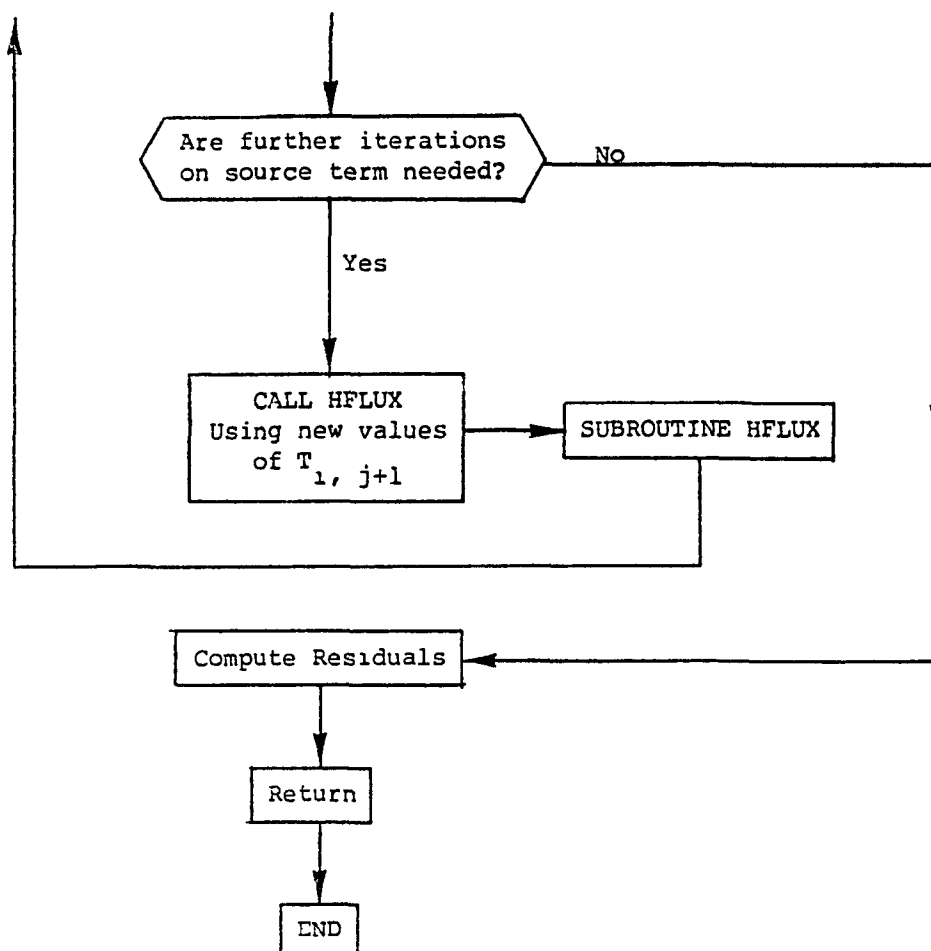 Are further iterations
on source term needed?
No
Yes
CALL HFLUX
Using new values
of T1, j+1
SUBROUTINE HFLUX
Compute Residuals
Return
END